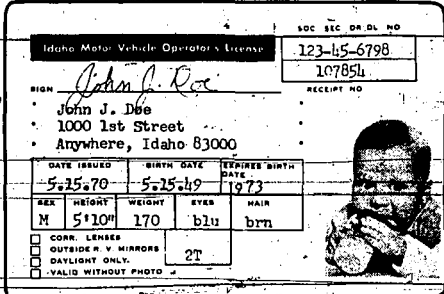 SOC SEC OR DL NO
Idaho Motor Vehicle Operator's License
123-45-6798
107854
RECEIPT NO
SIGN John J. Doe
John J. Doe
1000 1st Street
Anywhere, Idaho 83000
DATE ISSUED BIRTH DATE EXPIRES BIRTH DATE
5-15-70 5-15-49 1973
SEX HEIGHT WEIGHT EYES HAIR
M 5'10" 170 blu brn
CORR. LENSES
OUTSIDE R. V. MIRRORS
DAYLIGHT ONLY. 2T
VALID WITHOUT PHOTO